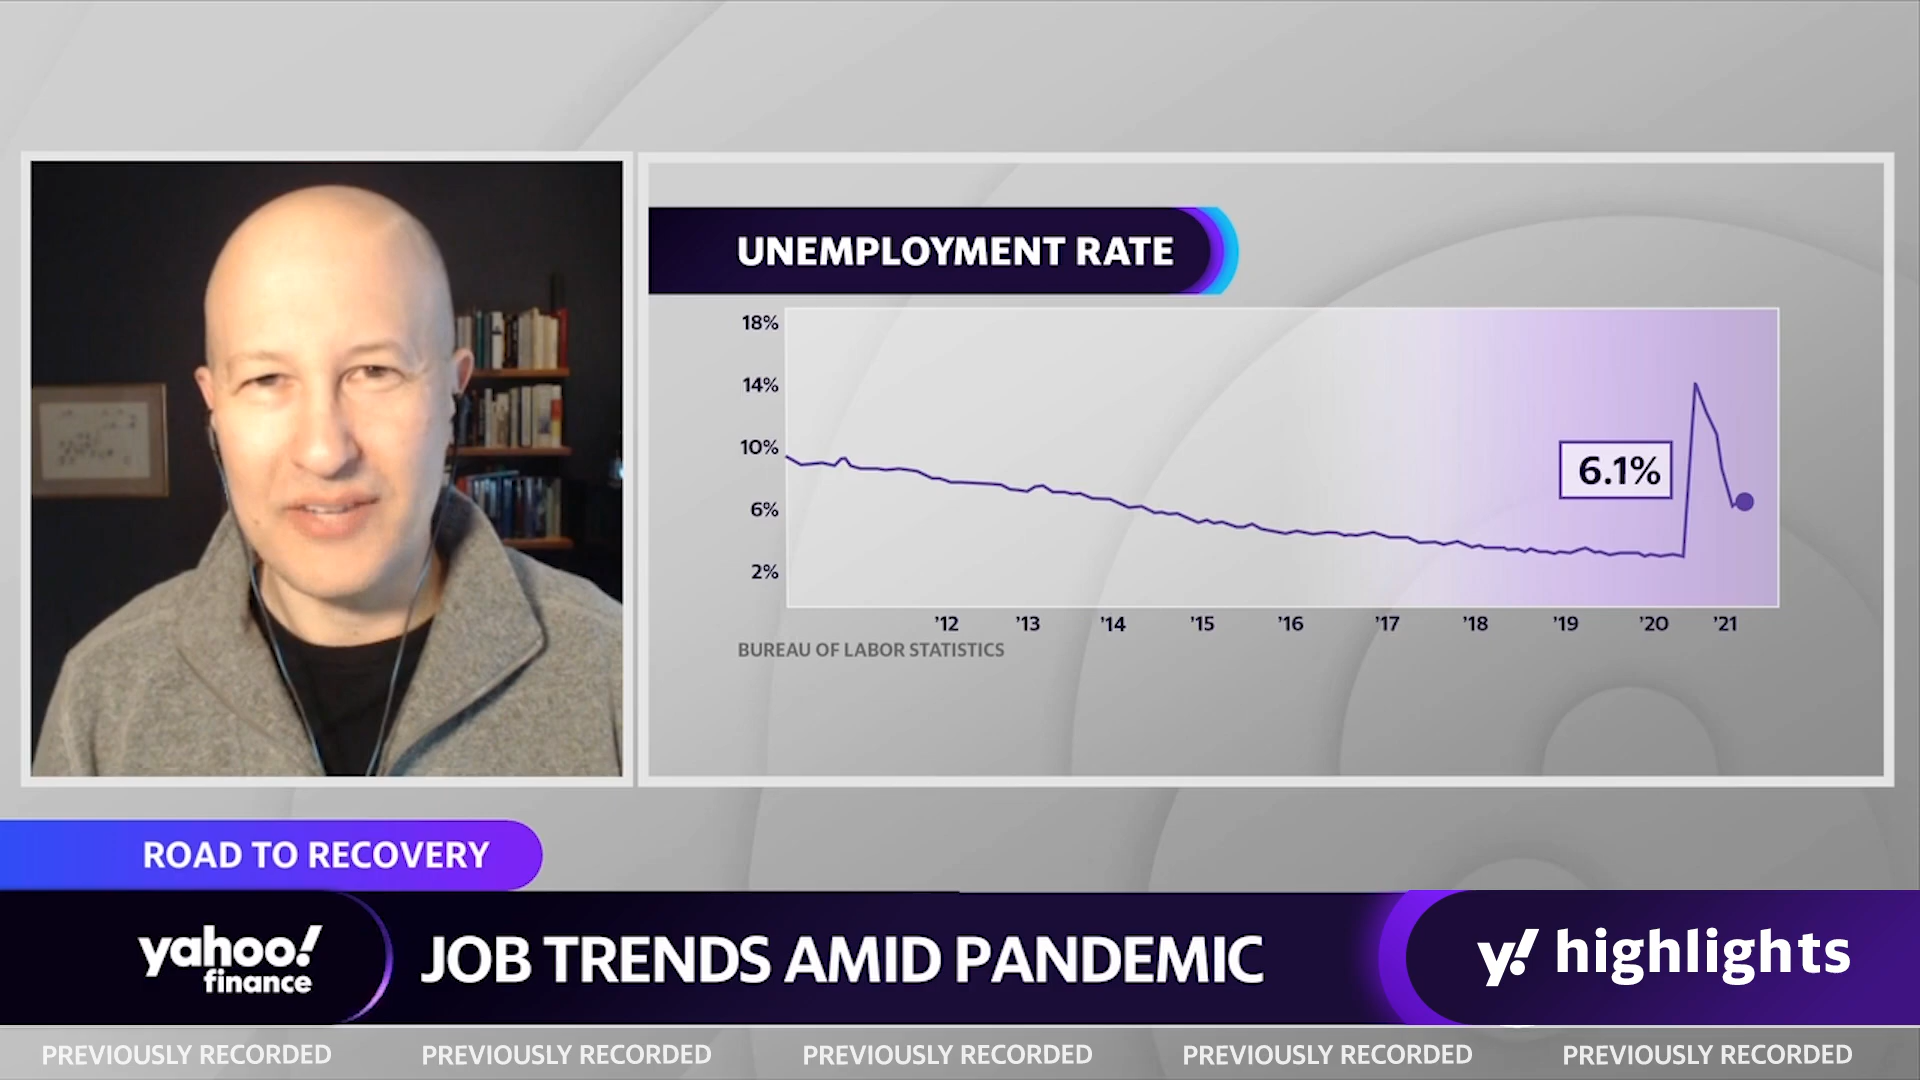 UNEMPLOYMENT RATE
18%
14%
10%
6%
2%
6.1%
’12 ’13 ’14 ’15 ’16 ’17 ’18 ’19 ’20 ’21
BUREAU OF LABOR STATISTICS
ROAD TO RECOVERY
yahoo!
finance
JOB TRENDS AMID PANDEMIC
y! highlights
PREVIOUSLY RECORDED PREVIOUSLY RECORDED PREVIOUSLY RECORDED PREVIOUSLY RECORDED PREVIOUSLY RECORDED